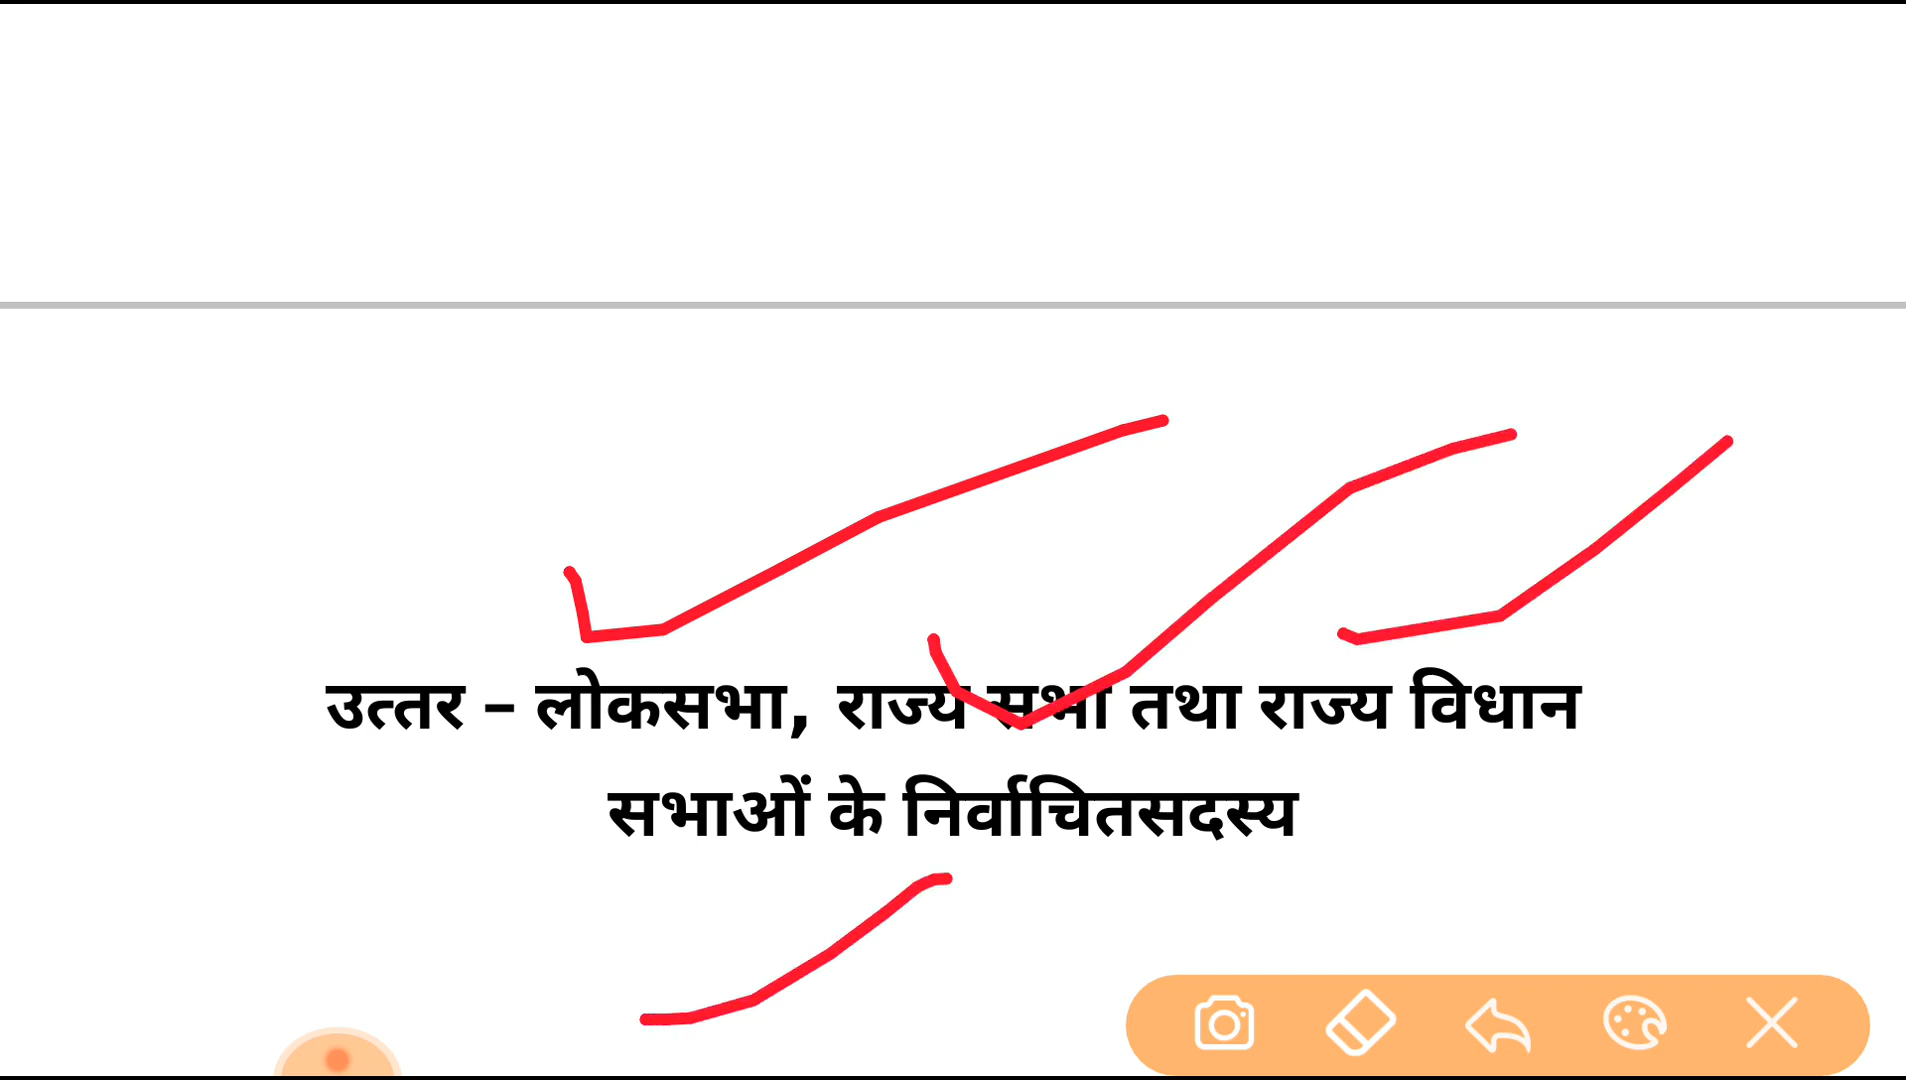 उत्तर – लोकसभा, राज्य सभा तथा राज्य विधान
सभाओं के निर्वाचितसदस्य